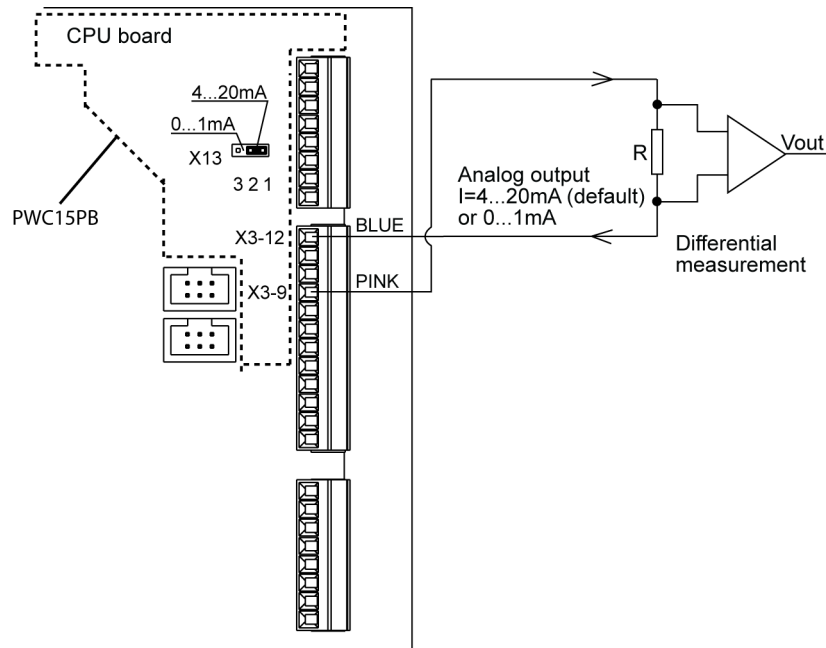 CPU board
4...20mA
0...1mA
X13
3 2 1
PWC15PB
X3-12
BLUE
X3-9
PINK
Analog output
I=4...20mA (default)
or 0...1mA
R
Vout
Differential
measurement